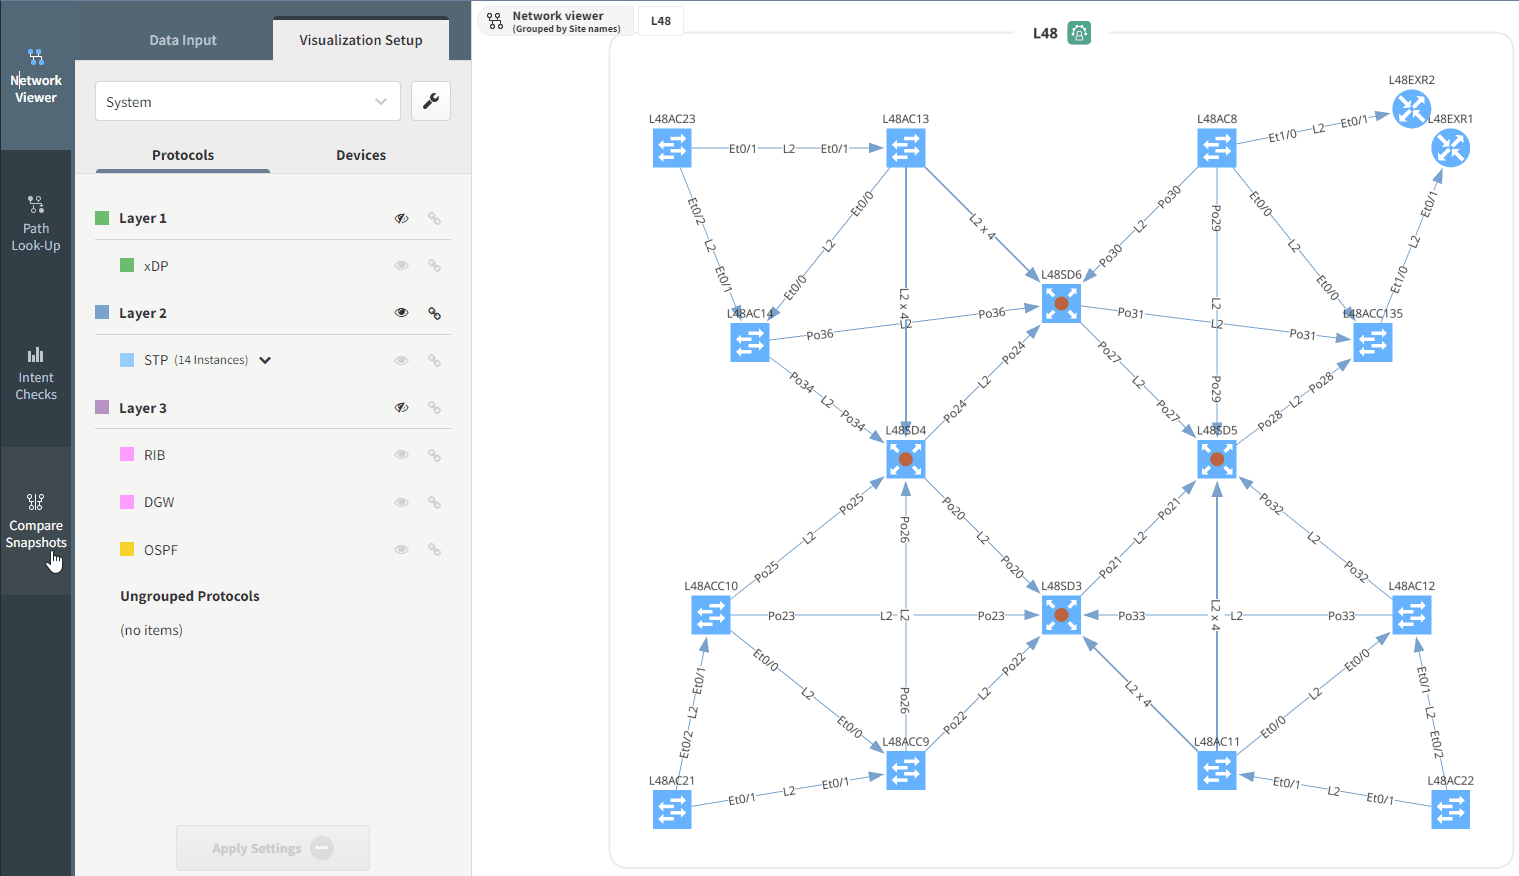 Network
Viewer
Path
Look-Up
Intent
Checks
Compare
Snapshots
Data Input
Visualization Setup
System
Protocols
Devices
Layer 1
xDP
Layer 2
STP (14 Instances)
Layer 3
RIB
DGW
OSPF
Ungrouped Protocols
(no items)
Apply Settings
Network viewer
(Grouped by Site names)
L48
L48
L48EXR2
L48AC23
L48AC13
L48AC8
L48EXR1
Et1/0
L2
Et0/1
Et0/1
L2
Et0/1
Et0/2
L2
Et0/1
Et0/0
L2
Et0/0
L2 x 4
L2 x 4
Po30
L2
Po30
Po29
L2
Po29
Et0/0
L2
Et0/0
Et0/1
L2
Et1/0
L48SD6
L48AC14
L48ACC135
Po36
L2
Po36
Po31
L2
Po31
Po34
L2
Po34
Po24
L2
Po24
Po27
L2
Po27
Po28
L2
Po28
L48SD4
L48SD5
Po25
L2
Po25
Po26
L2
Po26
Po20
L2
Po20
Po21
L2
Po21
Po32
L2
Po32
L48ACC10
L48SD3
L48AC12
Po23
L2
Po23
Po33
L2
Po33
L2 x 4
L2 x 4
Et0/0
L2
Et0/0
Po22
L2
Po22
Et0/0
L2
Et0/0
Et0/1
L2
Et0/2
Et0/1
L2
Et0/2
L48ACC9
L48AC11
L48AC21
L48AC22
Et0/1
L2
Et0/1
Et0/1
L2
Et0/1